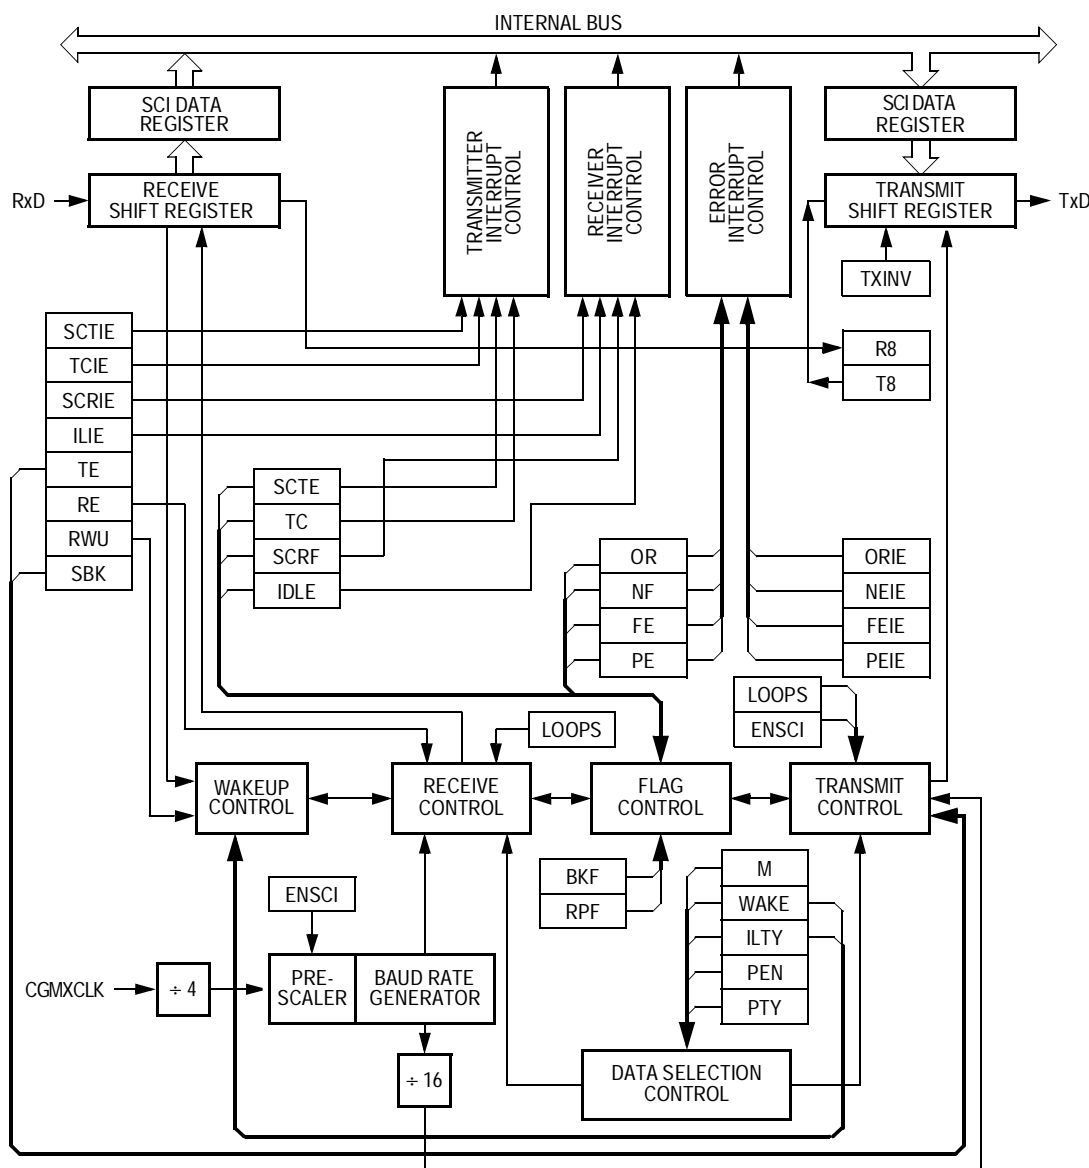 INTERNAL BUS
SCI DATA
REGISTER
SCI DATA
REGISTER
TRANSMITTER
INTERRUPT
CONTROL
RECEIVER
INTERRUPT
CONTROL
ERROR
INTERRUPT
CONTROL
RxD
RECEIVE
SHIFT REGISTER
TRANSMIT
SHIFT REGISTER
TxD
TXINV
SCTIE
TCIE
SCRIE
ILIE
TE
RE
RWU
SBK
R8
T8
SCTE
TC
SCRF
IDLE
OR
NF
FE
PE
ORIE
NEIE
FEIE
PEIE
LOOPS
ENSCI
LOOPS
WAKEUP
CONTROL
RECEIVE
CONTROL
FLAG
CONTROL
TRANSMIT
CONTROL
BKF
RPF
M
WAKE
ILTY
PEN
PTY
ENSCI
CGMXCLK
÷ 4
PRE-
SCALER
BAUD RATE
GENERATOR
÷ 16
DATA SELECTION
CONTROL